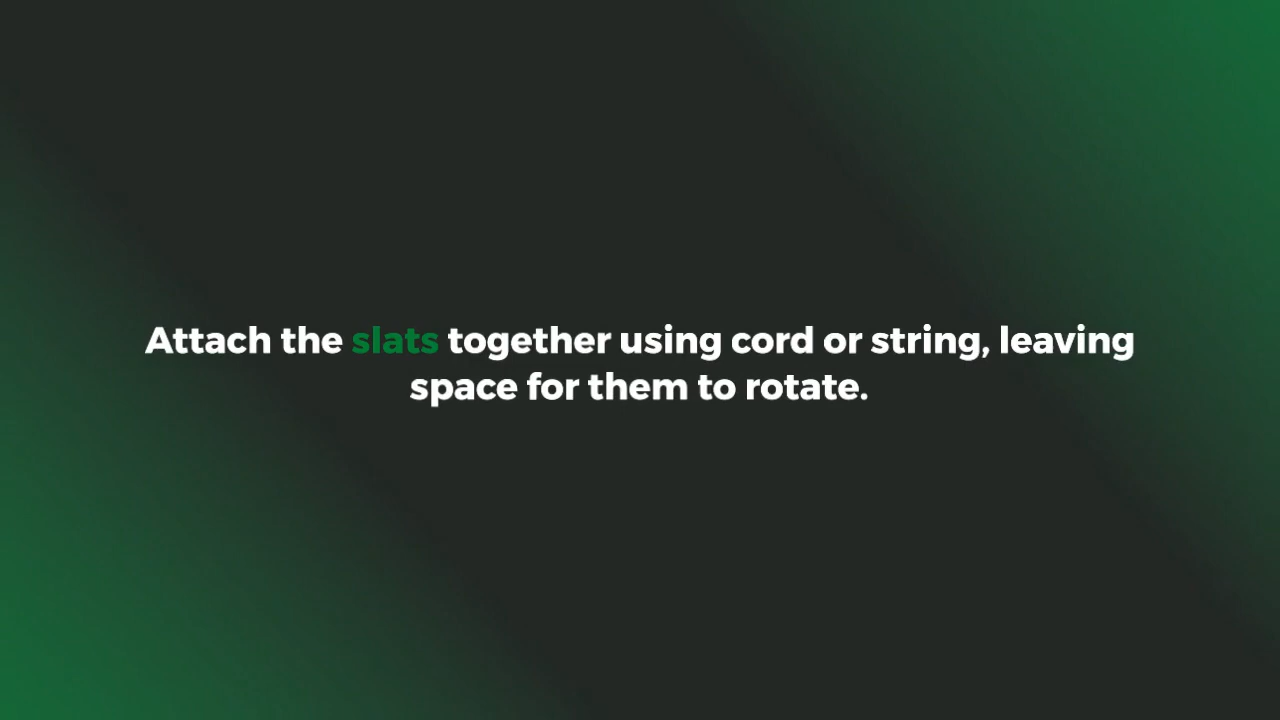 Attach the slats together using cord or string, leaving
space for them to rotate.